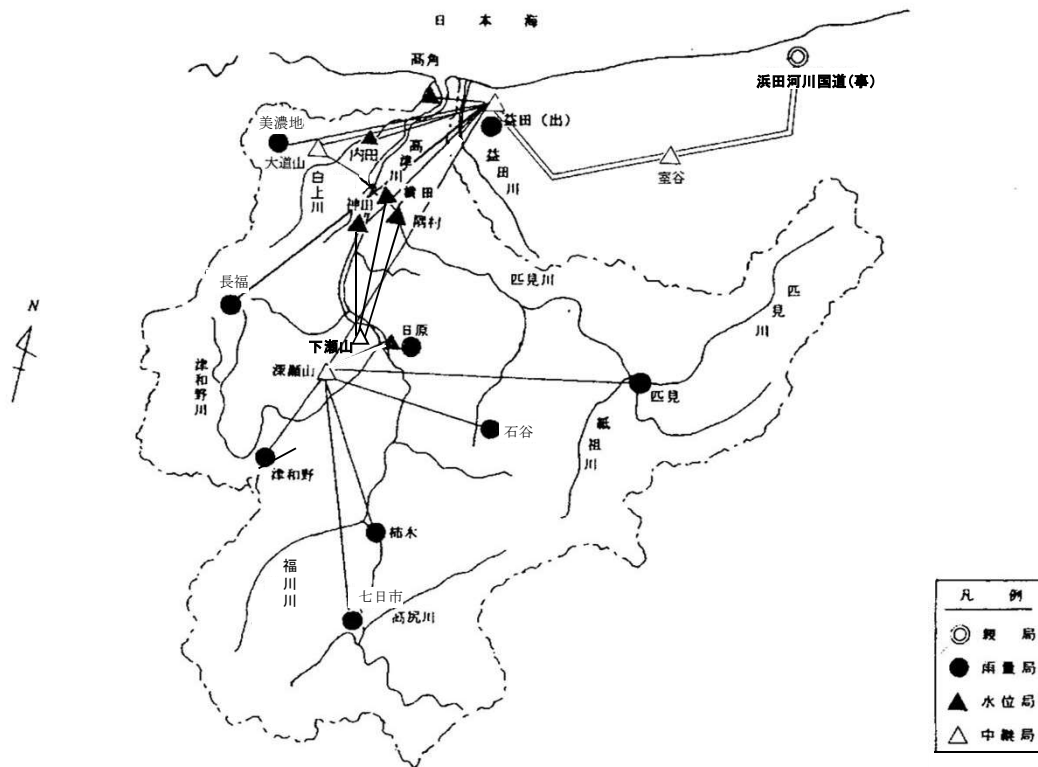 日本海
高角
浜田河川国道(事)
美濃地
益田（出）
大道山
内田
高津川
益田川
室谷
白上川
神田
横田
隅村
匹見川
匹見川
長福
日原
下瀬山
津和野川
匹見
紙祖川
石谷
津和野
柿木
福川川
七日市
高尻川
N
凡例
親局
雨量局
水位局
中継局